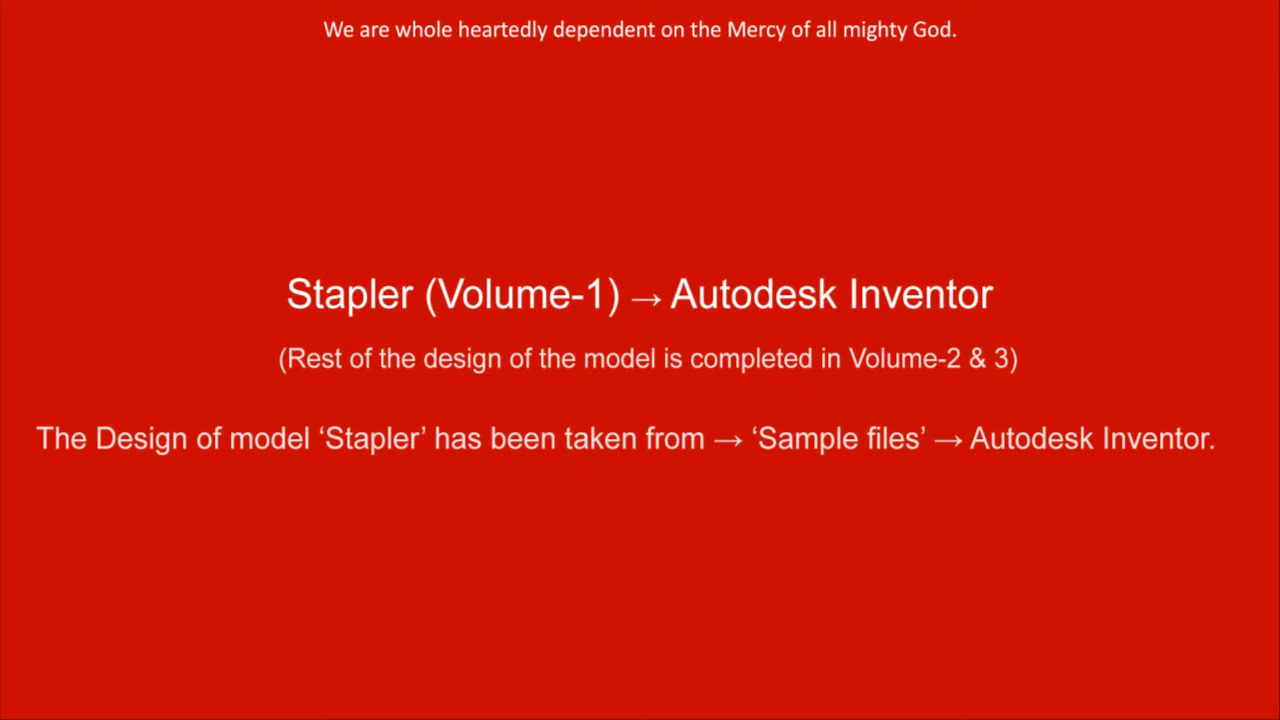 We are whole heartedly dependent on the Mercy of all mighty God.
Stapler (Volume-1) → Autodesk Inventor
(Rest of the design of the model is completed in Volume-2 & 3)
The Design of model ‘Stapler’ has been taken from → ‘Sample files’ → Autodesk Inventor.